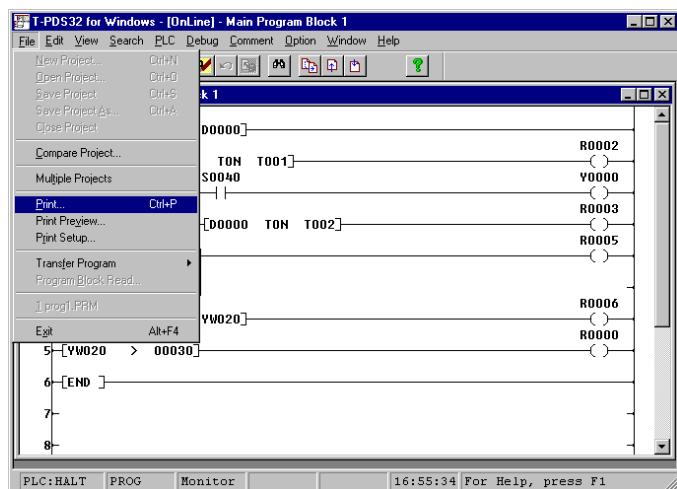 T-PDS32 for Windows - [OnLine] - Main Program Block 1
File Edit View Search PLC Debug Comment Option Window Help
New Project... Ctrl+N
Open Project... Ctrl+O
Save Project Ctrl+S
Save Project As... Ctrl+A
Close Project
Compare Project...
Multiple Projects
Print... Ctrl+P
Print Preview...
Print Setup...
Transfer Program
Program Block Read...
1 prog1.PRM
Exit Alt+F4
k 1
D0000]
R0002
TON T001]
( )
S0040
Y0000
( )
R0003
[D0000 TON T002]
( )
R0005
( )
R0006
YW020]
( )
R0000
5 [YW020 > 00030]
( )
6 [END ]
7
8
PLC:HALT PROG Monitor 16:55:34 For Help, press F1